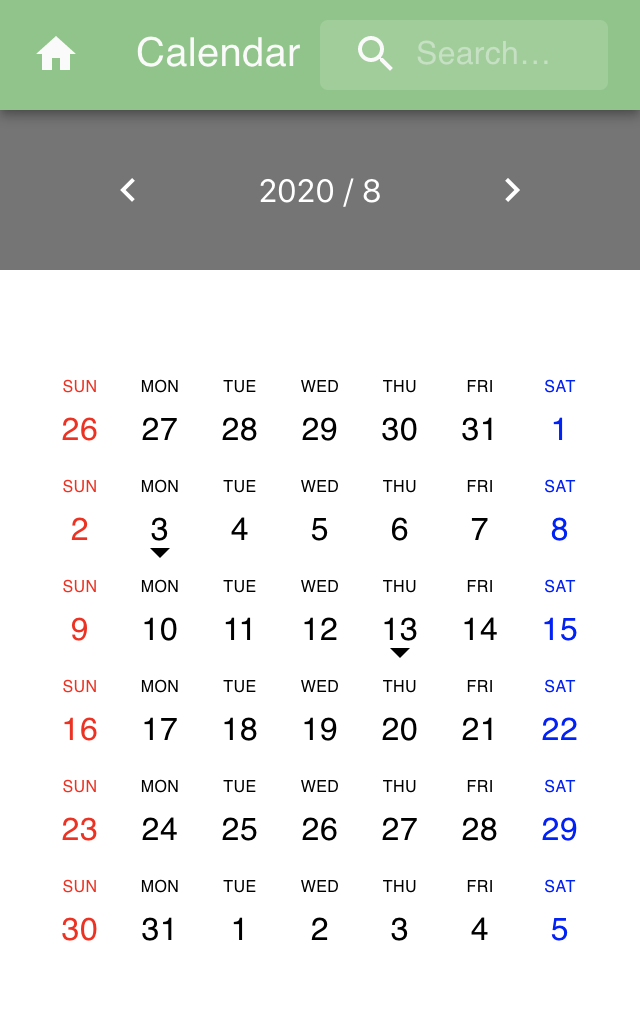 Calendar Search...
2020 / 8
SUN MON TUE WED THU FRI SAT
26 27 28 29 30 31 1
SUN MON TUE WED THU FRI SAT
2 3 4 5 6 7 8
SUN MON TUE WED THU FRI SAT
9 10 11 12 13 14 15
SUN MON TUE WED THU FRI SAT
16 17 18 19 20 21 22
SUN MON TUE WED THU FRI SAT
23 24 25 26 27 28 29
SUN MON TUE WED THU FRI SAT
30 31 1 2 3 4 5